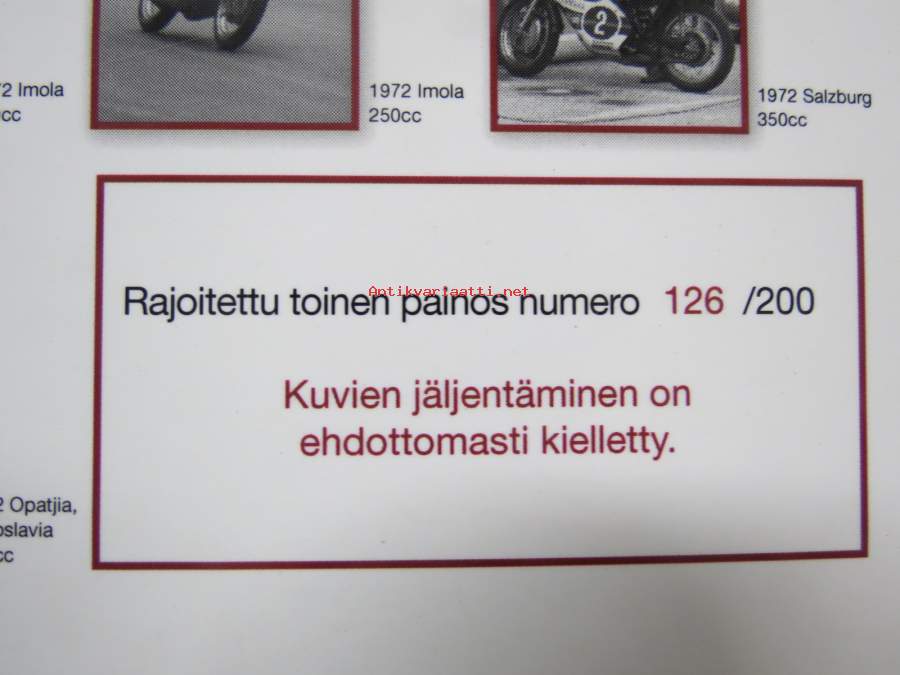 2
2 Imola
cc
1972 Imola
250cc
1972 Salzburg
350cc
Rajoitettu toinen painos numero 126 /200
Antikvariaatti.net
Kuvien jäljentäminen on
ehdottomasti kielletty.
2 Opatjia,
oslavia
cc